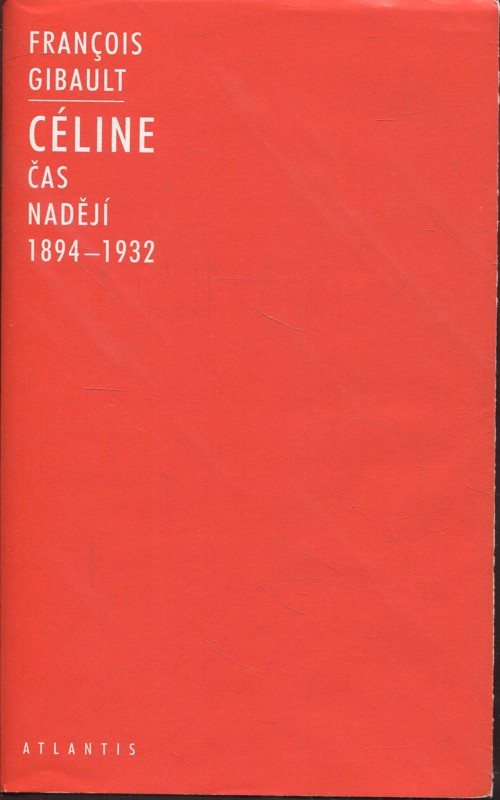 FRANÇOIS
GIBAULT
CÉLINE
ČAS
NADĚJÍ
1894–1932
ATLANTIS